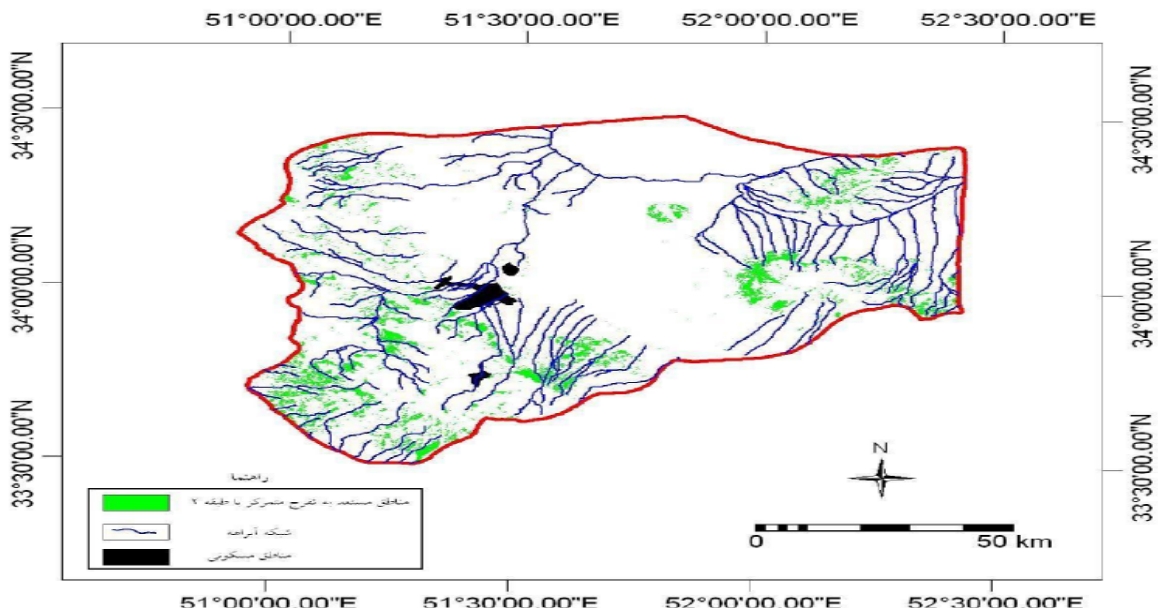 51°00'00.00"E 51°30'00.00"E 52°00'00.00"E 52°30'00.00"E
34°30'00.00"N
34°30'00.00"N
34°00'00.00"N
34°00'00.00"N
33°30'00.00"N
33°30'00.00"N
N
راهنما
مناطق مستعد به تفرج متمرکز با طبقه ۲
شبکه آبراهه
مناطق مسکونی
0 50 km
51°00'00.00"E 51°30'00.00"E 52°00'00.00"E 52°30'00.00"E